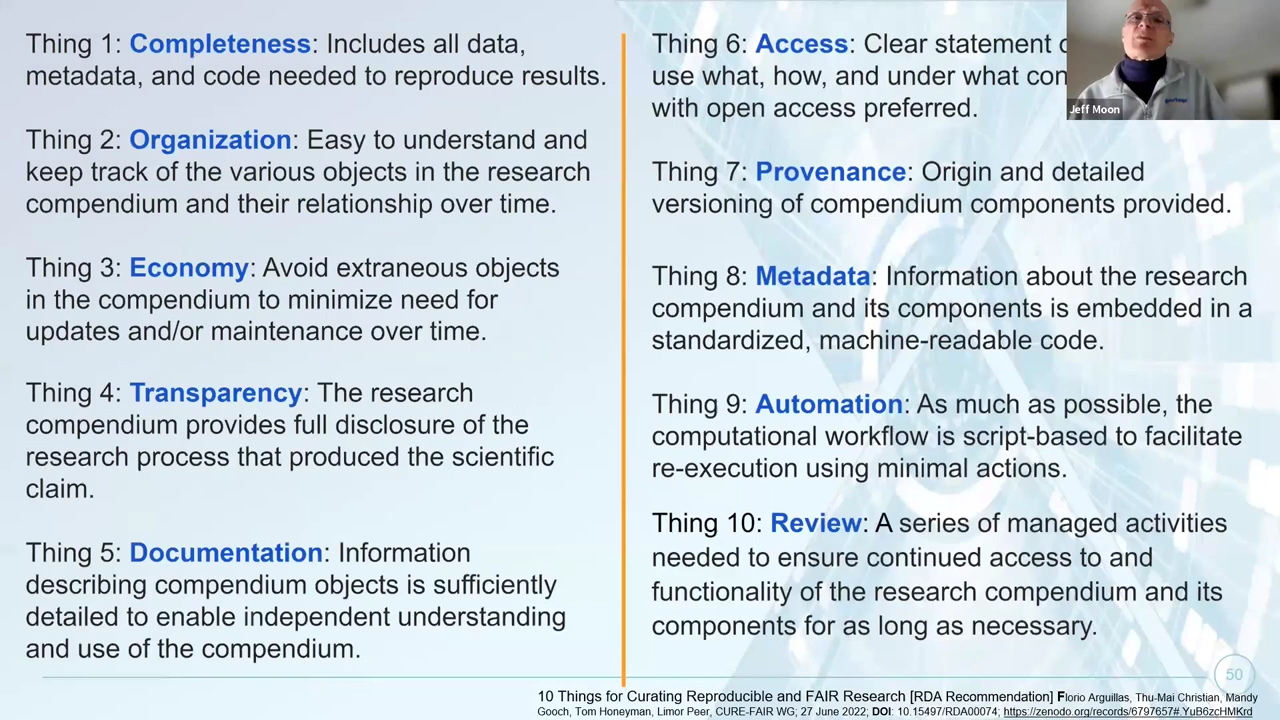 Thing 1: Completeness: Includes all data,
metadata, and code needed to reproduce results.
Thing 2: Organization: Easy to understand and
keep track of the various objects in the research
compendium and their relationship over time.
Thing 3: Economy: Avoid extraneous objects
in the compendium to minimize need for
updates and/or maintenance over time.
Thing 4: Transparency: The research
compendium provides full disclosure of the
research process that produced the scientific
claim.
Thing 5: Documentation: Information
describing compendium objects is sufficiently
detailed to enable independent understanding
and use of the compendium.
Thing 6: Access: Clear statement
use what, how, and under what
with open access preferred.
Thing 7: Provenance: Origin and detailed
versioning of compendium components provided.
Thing 8: Metadata: Information about the research
compendium and its components is embedded in a
standardized, machine-readable code.
Thing 9: Automation: As much as possible, the
computational workflow is script-based to facilitate
re-execution using minimal actions.
Thing 10: Review: A series of managed activities
needed to ensure continued access to and
functionality of the research compendium and its
components for as long as necessary.
Jeff Moon
50
10 Things for Curating Reproducible and FAIR Research [RDA Recommendation] Florio Arguillas, Thu-Mai Christian, Mandy
Gooch, Tom Honeyman, Limor Peer, CURE-FAIR WG; 27 June 2022; DOI: 10.15497/RDA00074; https://zenodo.org/records/6797657#.YuB6zcHMKrd